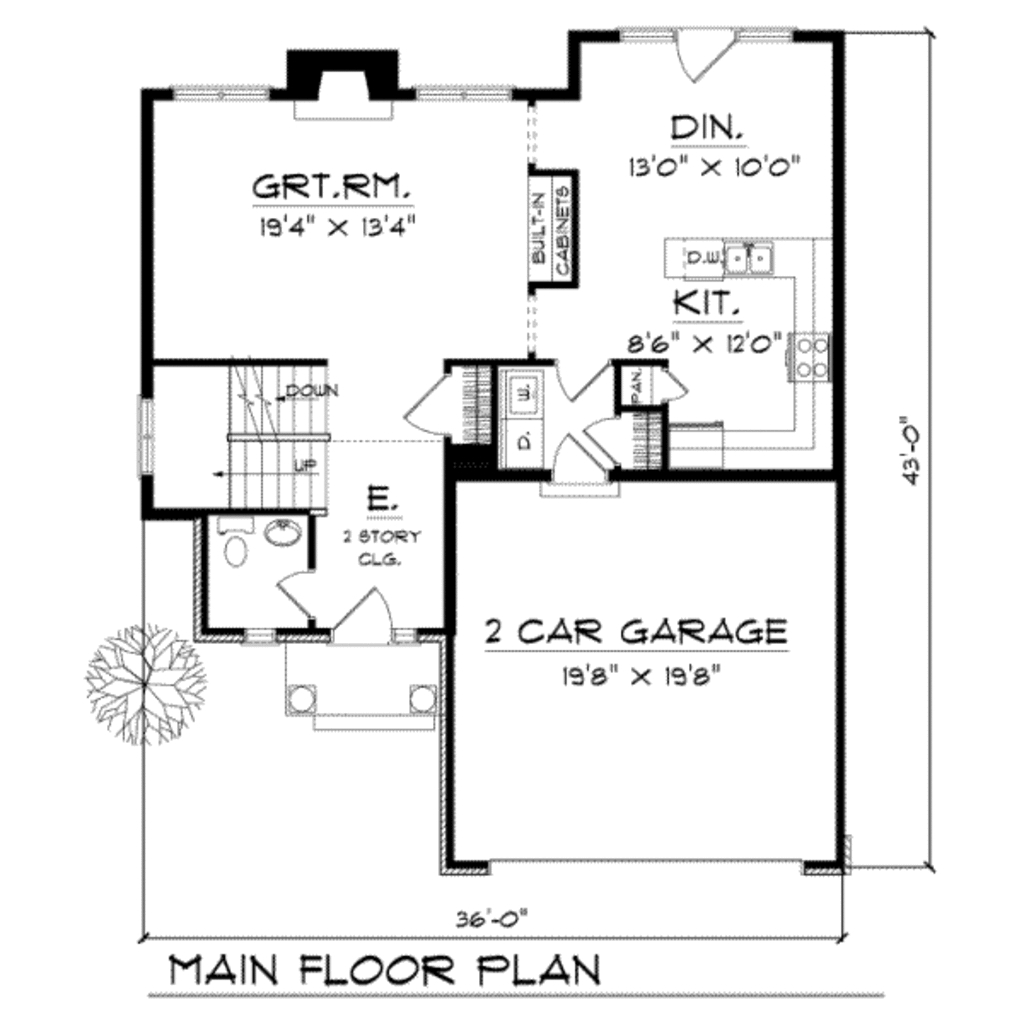 DIN.
13'0" X 10'0"
GRT.RM.
19'4" X 13'4"
BUILT-IN
CABINETS
D.W.
KIT.
8'6" X 12'0"
DOWN
W.
PAN.
D.
UP
E.
2 STORY
CLG.
43'-0"
2 CAR GARAGE
19'8" X 19'8"
36'-0"
MAIN FLOOR PLAN